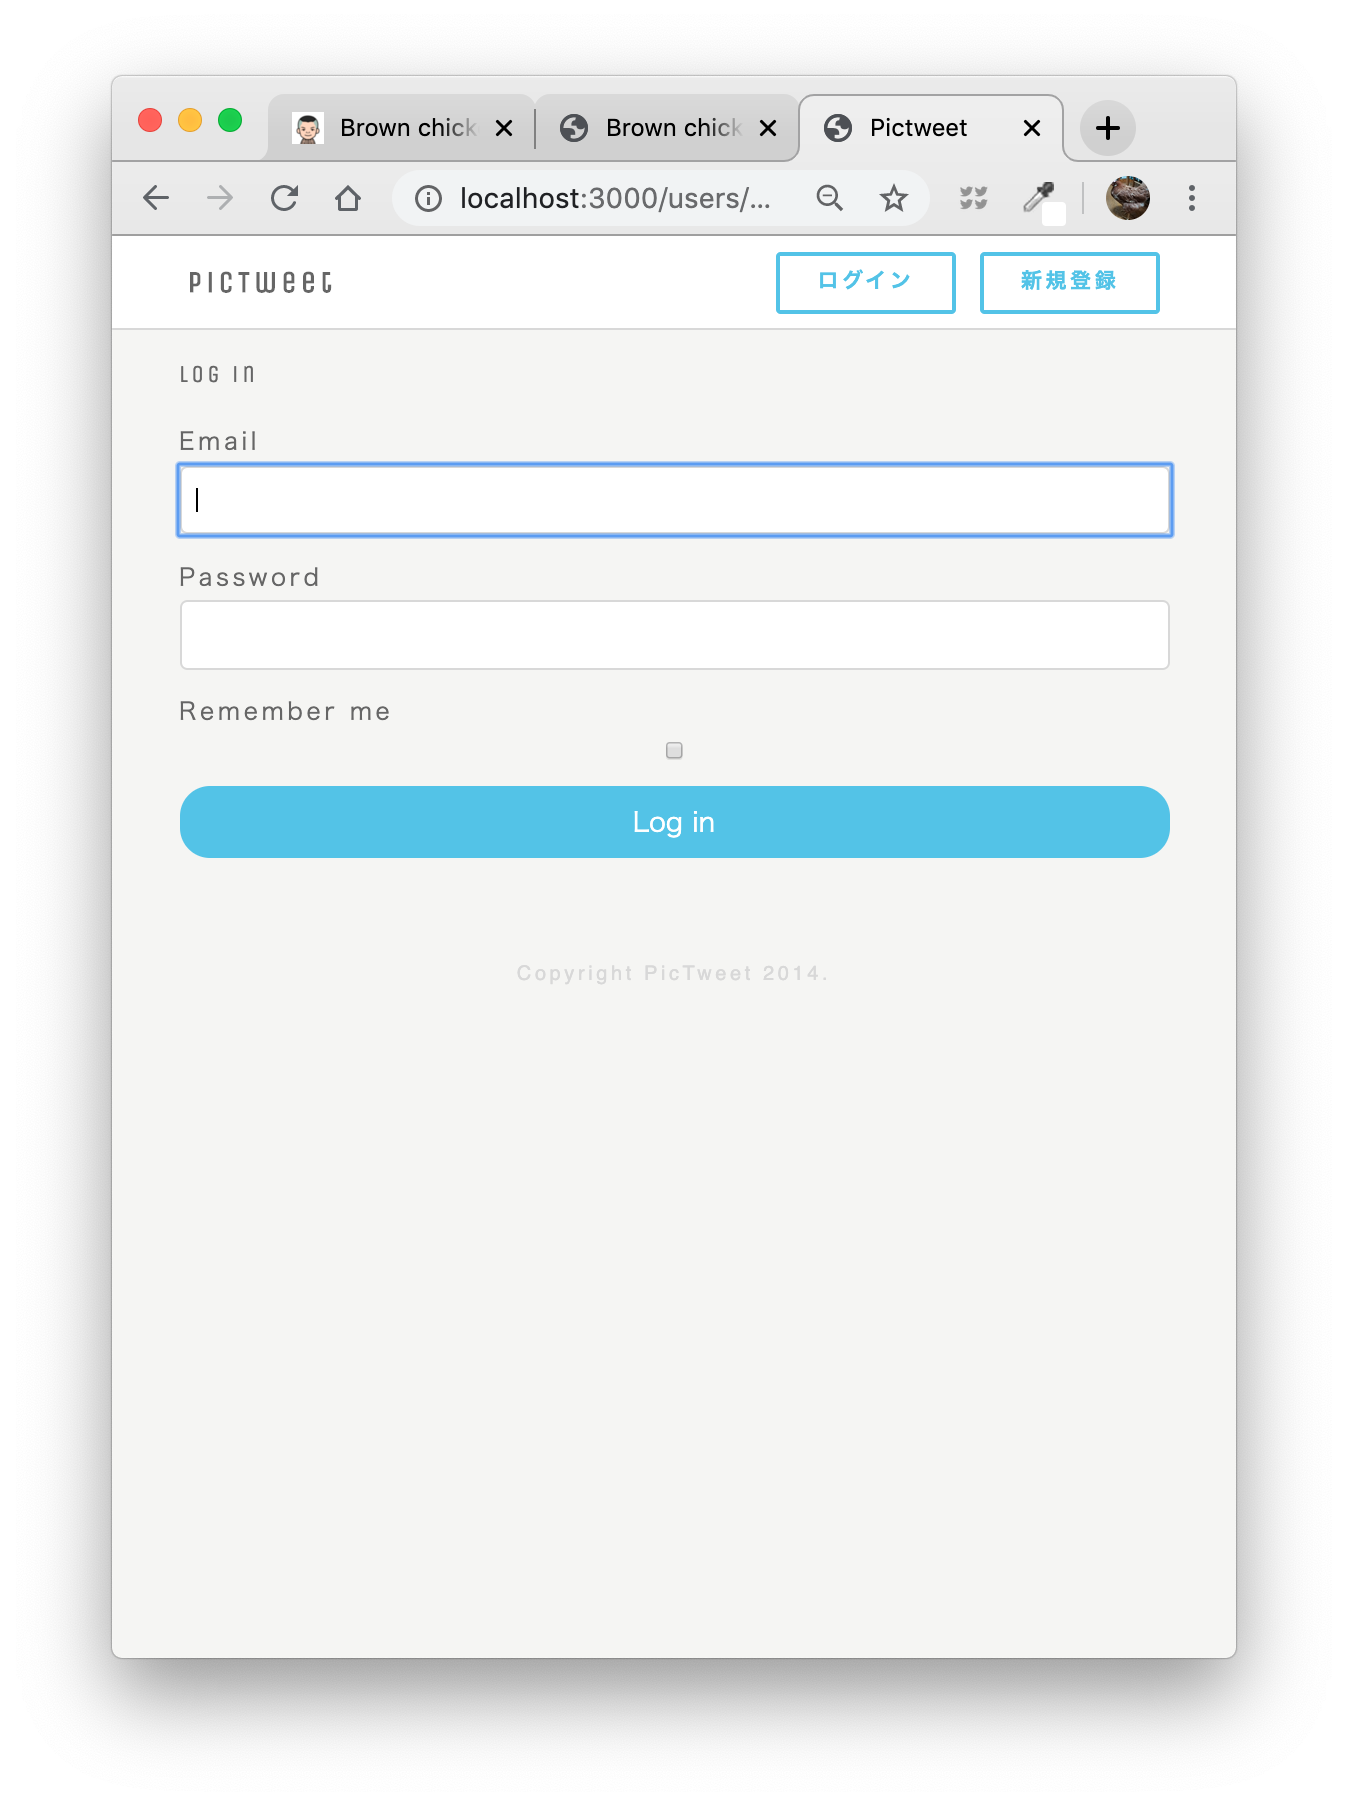 Brown chick
Brown chick
Pictweet
localhost:3000/users/...
PICTWEET
ログイン
新規登録
LOG IN
Email
Password
Remember me
Log in
Copyright PicTweet 2014.